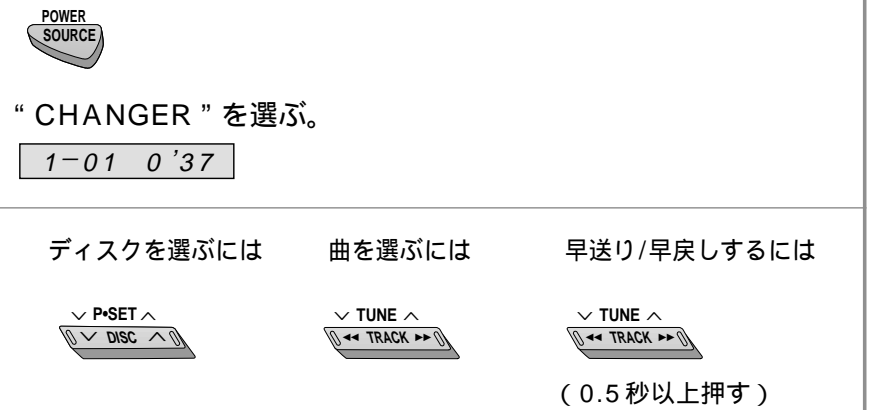 POWER
SOURCE
“ CHANGER ” を選ぶ。
1−01 0’37
ディスクを選ぶには 曲を選ぶには 早送り/早戻しするには
∨ P•SET ∧ ∨ TUNE ∧ ∨ TUNE ∧
∨ DISC ∧ ◂◂ TRACK ▸▸ ◂◂ TRACK ▸▸
( 0.5 秒以上押す )